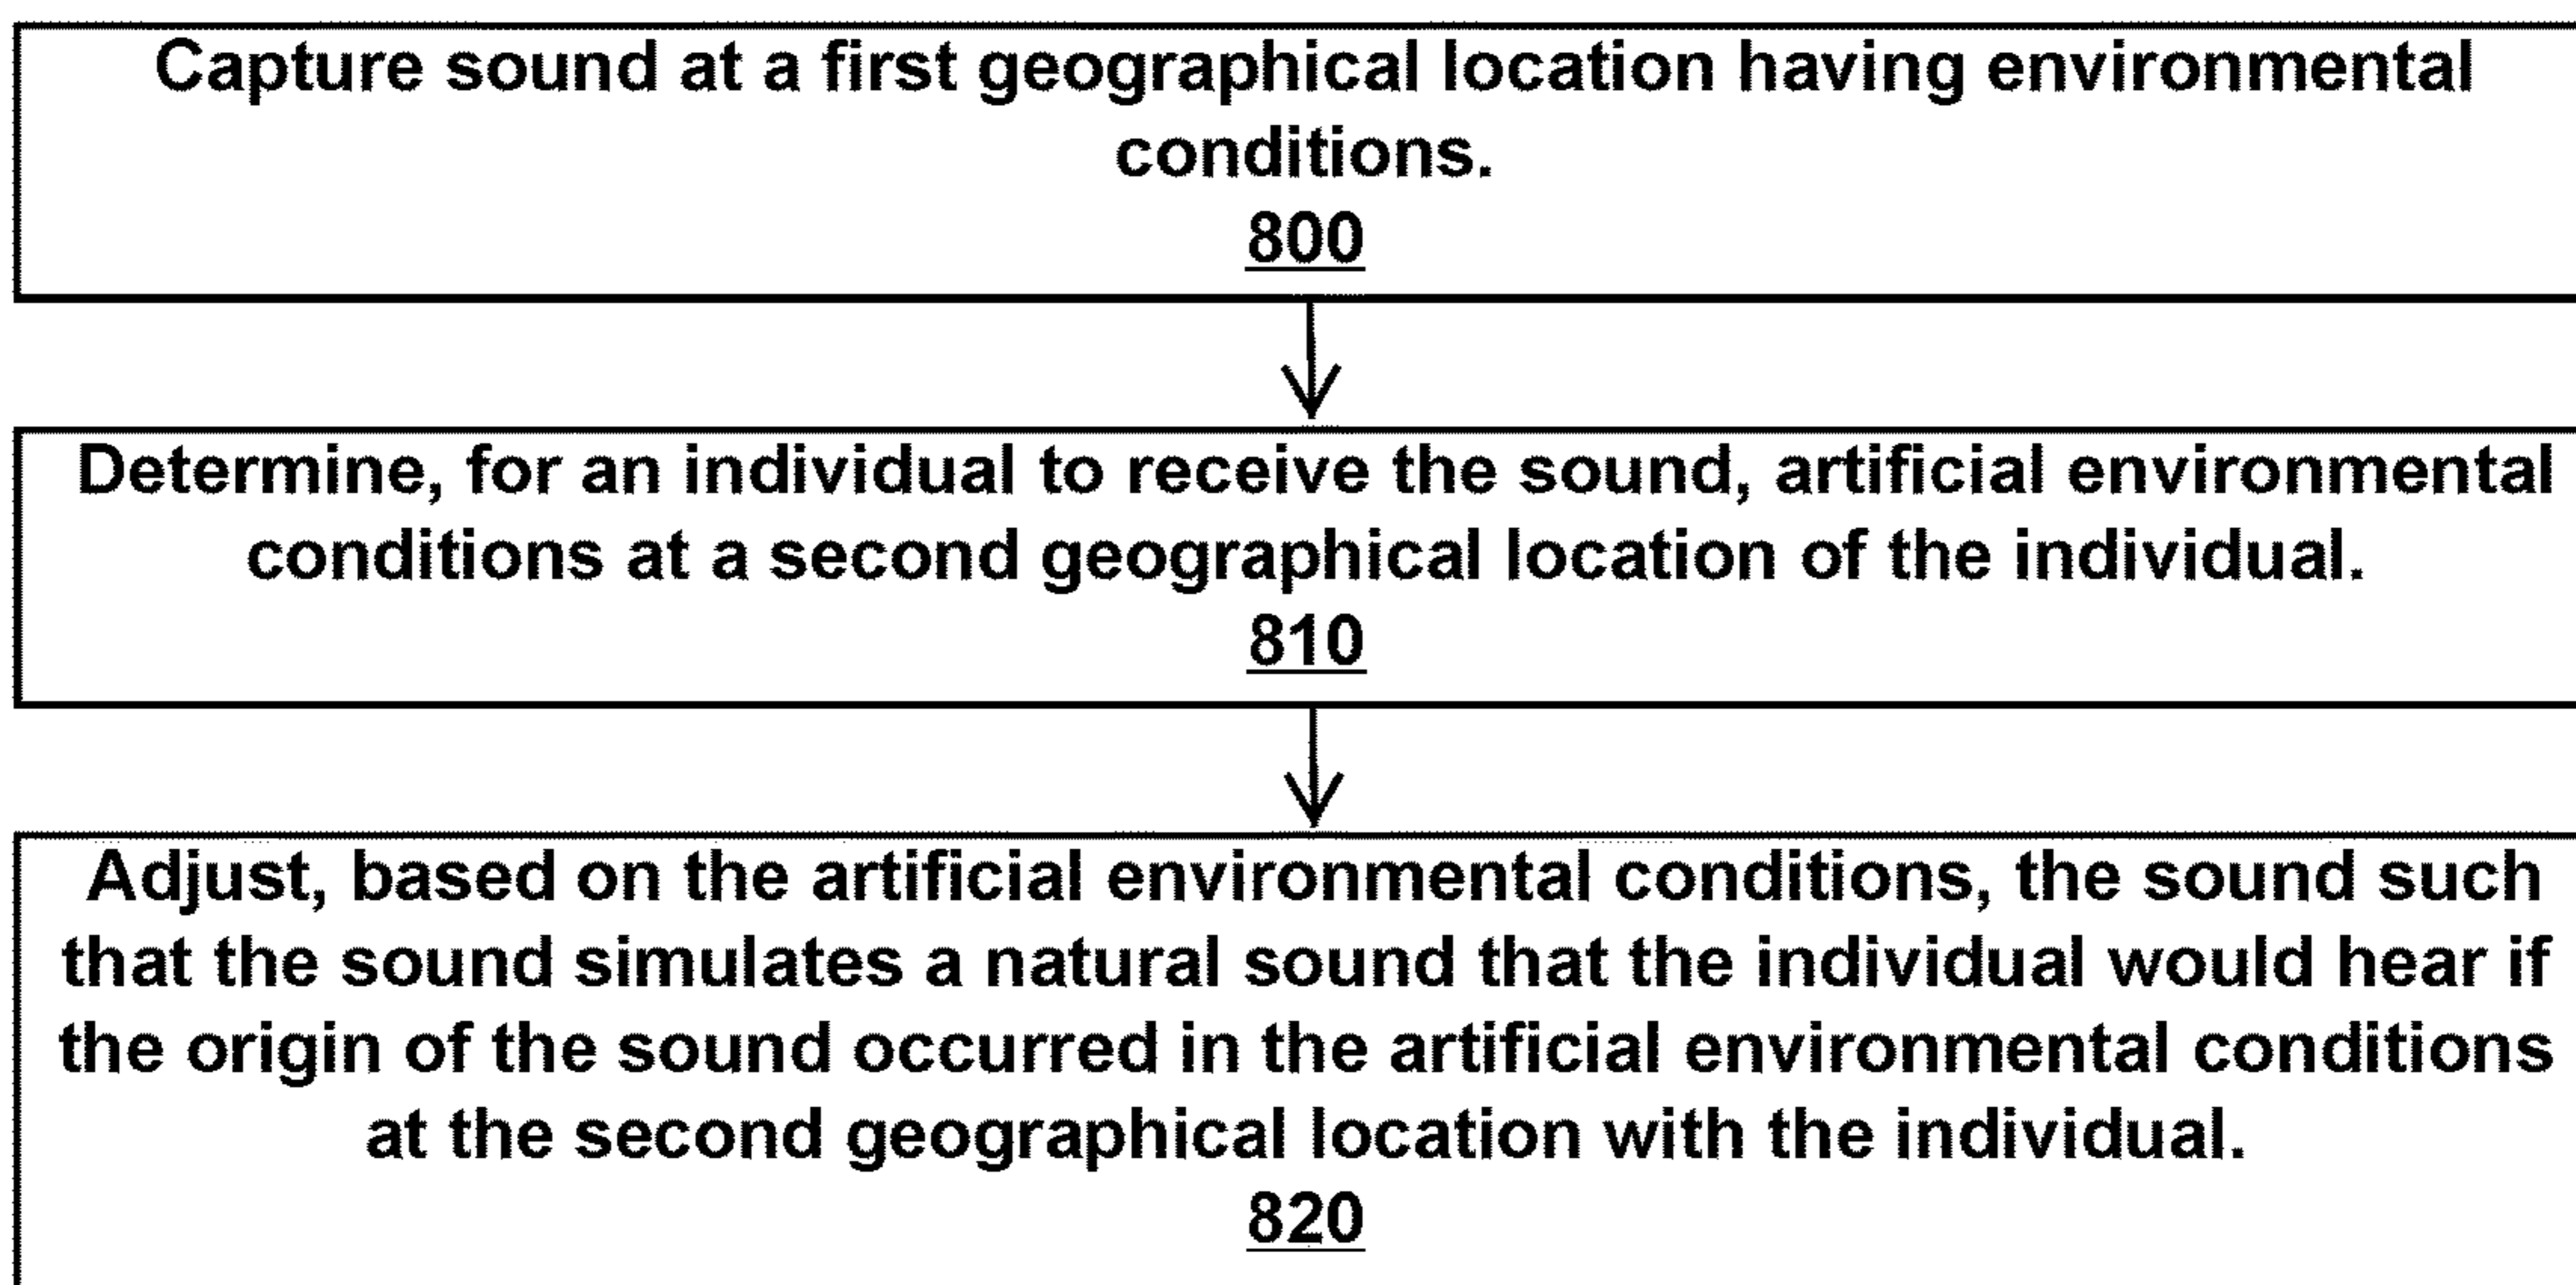 Capture sound at a first geographical location having environmental
conditions.
800
Determine, for an individual to receive the sound, artificial environmental
conditions at a second geographical location of the individual.
810
Adjust, based on the artificial environmental conditions, the sound such
that the sound simulates a natural sound that the individual would hear if
the origin of the sound occurred in the artificial environmental conditions
at the second geographical location with the individual.
820